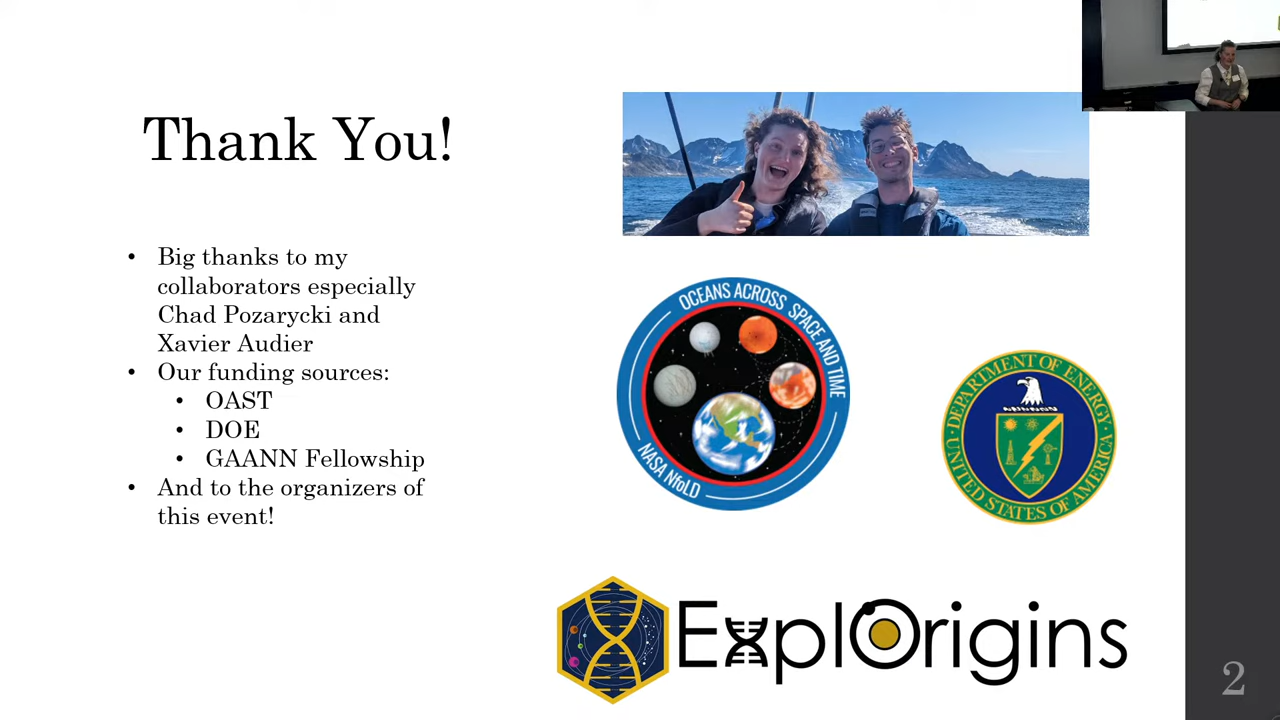 Thank You!
• Big thanks to my
collaborators especially
Chad Pozarycki and
Xavier Audier
• Our funding sources:
• OAST
• DOE
• GAANN Fellowship
• And to the organizers of
this event!
OCEANS ACROSS SPACE AND TIME
NASA NfoLD
DEPARTMENT OF ENERGY
UNITED STATES OF AMERICA
ExplOrigins
2